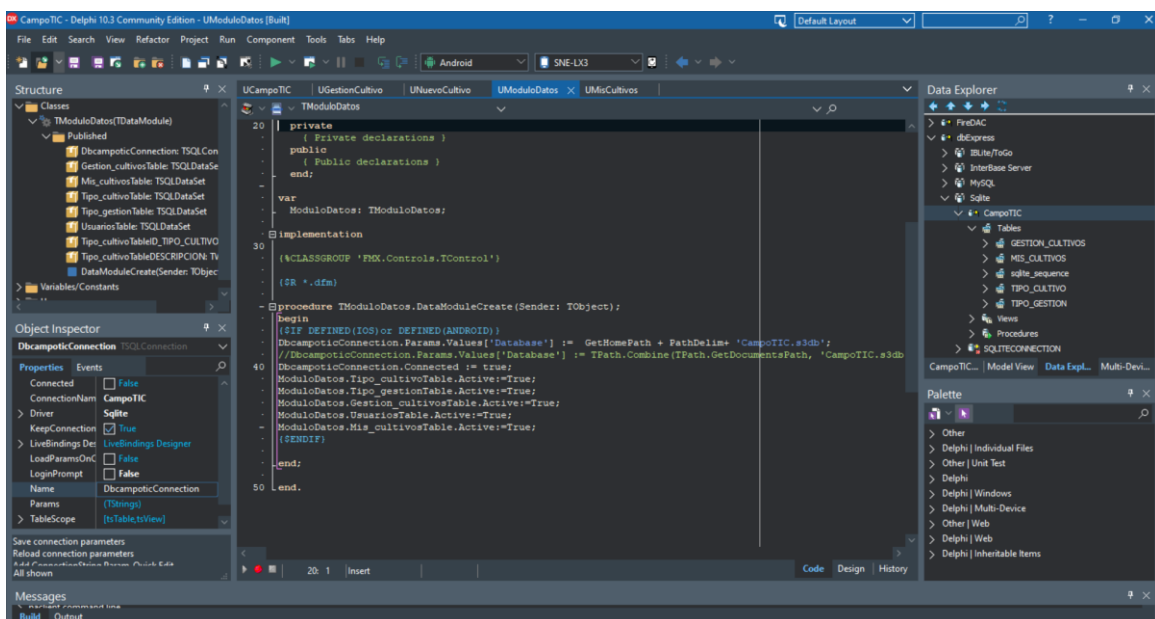 CampoTIC - Delphi 10.3 Community Edition - UModuloDatos [Built]
Default Layout
File Edit Search View Refactor Project Run Component Tools Tabs Help
Android
SNE-LX3
Structure
Classes
TModuloDatos(TDataModule)
Published
DbcampoticConnection: TSQLCon
Gestion_cultivosTable: TSQLDataSe
Mis_cultivosTable: TSQLDataSet
Tipo_cultivoTable: TSQLDataSet
Tipo_gestionTable: TSQLDataSet
UsuariosTable: TSQLDataSet
Tipo_cultivoTableID_TIPO_CULTIVO
Tipo_cultivoTableDESCRIPCION: TW
DataModuleCreate(Sender: TObjec
Variables/Constants
Object Inspector
DbcampoticConnection TSQLConnection
Properties Events
Connected False
ConnectionNam CampoTIC
Driver Sqlite
KeepConnection True
LiveBindings Des LiveBindings Designer
LoadParamsOnC False
LoginPrompt False
Name DbcampoticConnection
Params (TStrings)
TableScope [tsTable,tsView]
Save connection parameters
Reload connection parameters
Add ConnectionString Param Quick Edit
All shown
UCampoTIC UGestionCultivo UNuevoCultivo UModuloDatos UMisCultivos
TModuloDatos
20 private
{ Private declarations }
public
{ Public declarations }
end;
var
ModuloDatos: TModuloDatos;
implementation
30
{%CLASSGROUP 'FMX.Controls.TControl'}
{$R *.dfm}
procedure TModuloDatos.DataModuleCreate(Sender: TObject);
begin
{$IF DEFINED(IOS)or DEFINED(ANDROID)}
DbcampoticConnection.Params.Values['Database'] := GetHomePath + PathDelim+ 'CampoTIC.s3db';
//DbcampoticConnection.Params.Values['Database'] := TPath.Combine(TPath.GetDocumentsPath, 'CampoTIC.s3db
40 DbcampoticConnection.Connected := true;
ModuloDatos.Tipo_cultivoTable.Active:=True;
ModuloDatos.Tipo_gestionTable.Active:=True;
ModuloDatos.Gestion_cultivosTable.Active:=True;
ModuloDatos.UsuariosTable.Active:=True;
ModuloDatos.Mis_cultivosTable.Active:=True;
{$ENDIF}
end;
50 end.
20: 1 Insert
Code Design History
Data Explorer
FireDAC
dbExpress
IBLite/ToGo
InterBase Server
MySQL
Sqlite
CampoTIC
Tables
GESTION_CULTIVOS
MIS_CULTIVOS
sqlite_sequence
TIPO_CULTIVO
TIPO_GESTION
Views
Procedures
SQLITECONNECTION
CampoTIC... Model View Data Expl... Multi-Devi...
Palette
Other
Delphi | Individual Files
Other | Unit Test
Delphi
Delphi | Windows
Delphi | Multi-Device
Other | Web
Delphi | Web
Delphi | Inheritable Items
Messages
paclient command line
Build Output